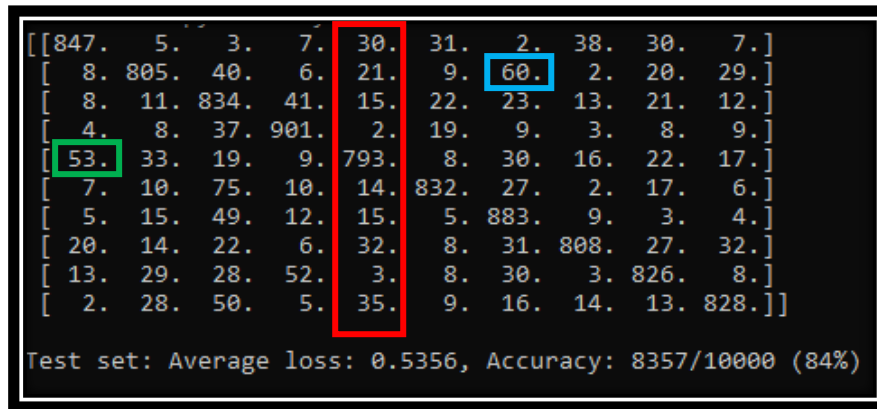 [[847. 5. 3. 7. 30. 31. 2. 38. 30. 7.]
[ 8. 805. 40. 6. 21. 9. 60. 2. 20. 29.]
[ 8. 11. 834. 41. 15. 22. 23. 13. 21. 12.]
[ 4. 8. 37. 901. 2. 19. 9. 3. 8. 9.]
[ 53. 33. 19. 9. 793. 8. 30. 16. 22. 17.]
[ 7. 10. 75. 10. 14. 832. 27. 2. 17. 6.]
[ 5. 15. 49. 12. 15. 5. 883. 9. 3. 4.]
[ 20. 14. 22. 6. 32. 8. 31. 808. 27. 32.]
[ 13. 29. 28. 52. 3. 8. 30. 3. 826. 8.]
[ 2. 28. 50. 5. 35. 9. 16. 14. 13. 828.]]
Test set: Average loss: 0.5356, Accuracy: 8357/10000 (84%)